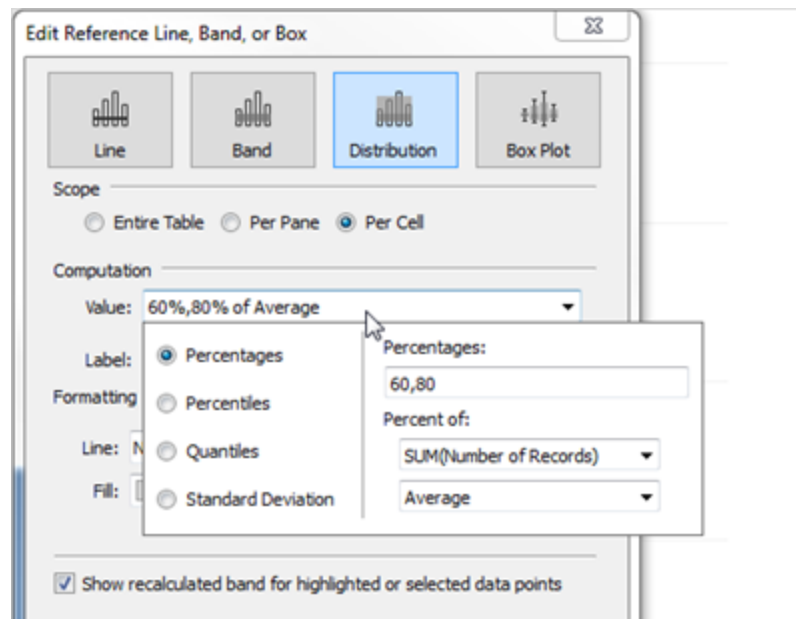 Edit Reference Line, Band, or Box
Line Band Distribution Box Plot
Scope
Entire Table Per Pane Per Cell
Computation
Value: 60%,80% of Average
Label:
Percentages
Percentages:
60,80
Formatting
Percentiles
Percent of:
Line: N
Quantiles
SUM(Number of Records)
Fill:
Standard Deviation
Average
Show recalculated band for highlighted or selected data points